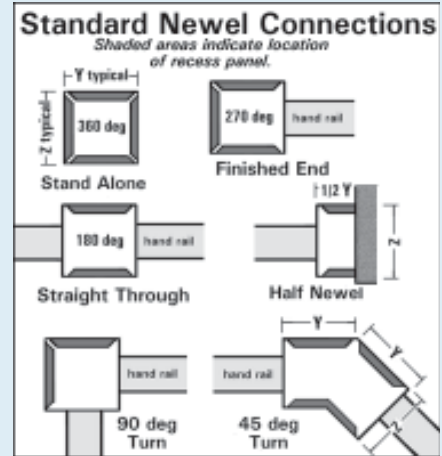 Standard Newel Connections
Shaded areas indicate location
of recess panel.
Y typical
Z typical
360 deg
Stand Alone
270 deg
hand rail
Finished End
180 deg
hand rail
Straight Through
1/2 Y
Z
Half Newel
hand rail
90 deg
Turn
Y
Y
hand rail
Z
45 deg
Turn